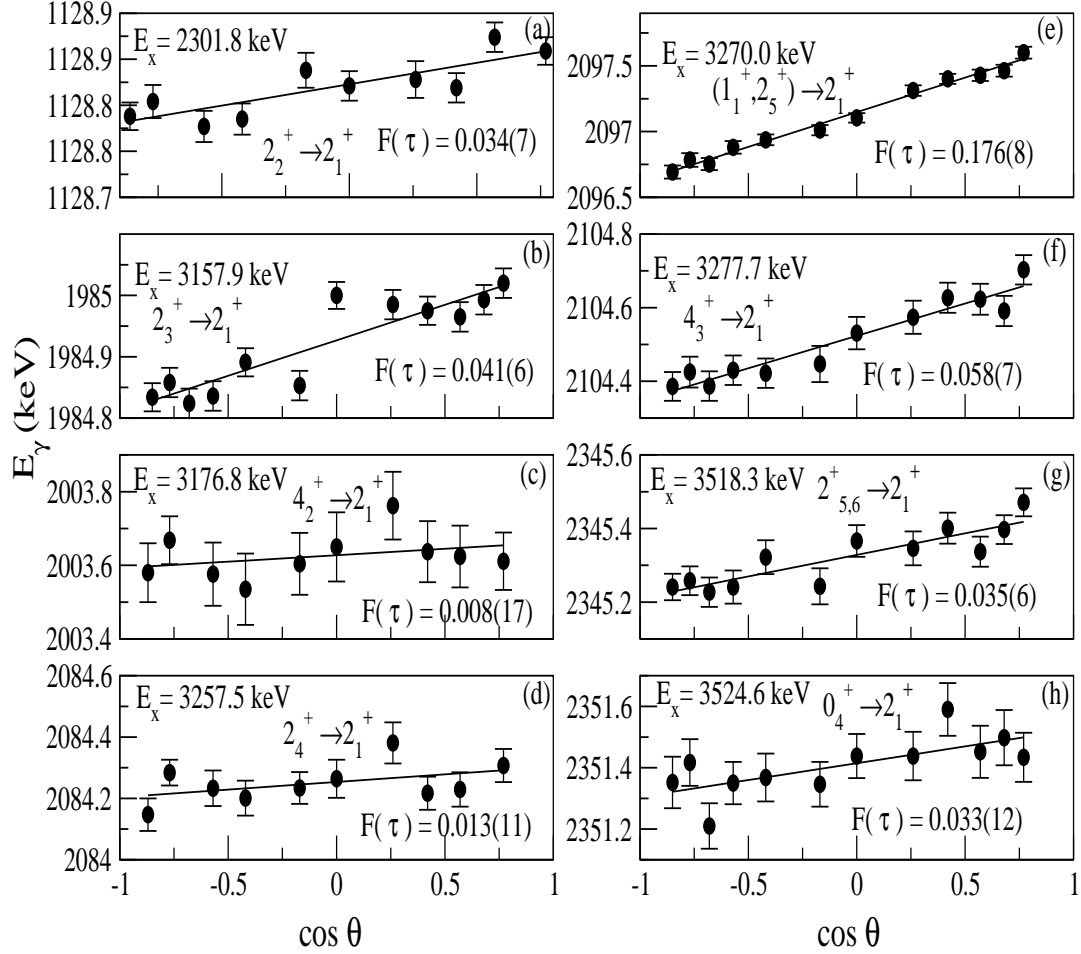 E_γ (keV)
1128.9
1128.9
1128.8
1128.8
1128.7
(a)
E_x = 2301.8 keV
2_2^+ → 2_1^+
F( τ ) = 0.034(7)
1985
1984.9
1984.8
(b)
E_x = 3157.9 keV
2_3^+ → 2_1^+
F( τ ) = 0.041(6)
2003.8
2003.6
2003.4
(c)
E_x = 3176.8 keV
4_2^+ → 2_1^+
F( τ ) = 0.008(17)
2084.6
2084.4
2084.2
2084
(d)
E_x = 3257.5 keV
2_4^+ → 2_1^+
F( τ ) = 0.013(11)
-1 -0.5 0 0.5 1
cos θ
2097.5
2097
2096.5
(e)
E_x = 3270.0 keV
(1_1^+,2_5^+) → 2_1^+
F( τ ) = 0.176(8)
2104.8
2104.6
2104.4
(f)
E_x = 3277.7 keV
4_3^+ → 2_1^+
F( τ ) = 0.058(7)
2345.6
2345.4
2345.2
(g)
E_x = 3518.3 keV
2^+_{5,6} → 2_1^+
F( τ ) = 0.035(6)
2351.6
2351.4
2351.2
(h)
E_x = 3524.6 keV
0_4^+ → 2_1^+
F( τ ) = 0.033(12)
-1 -0.5 0 0.5 1
cos θ